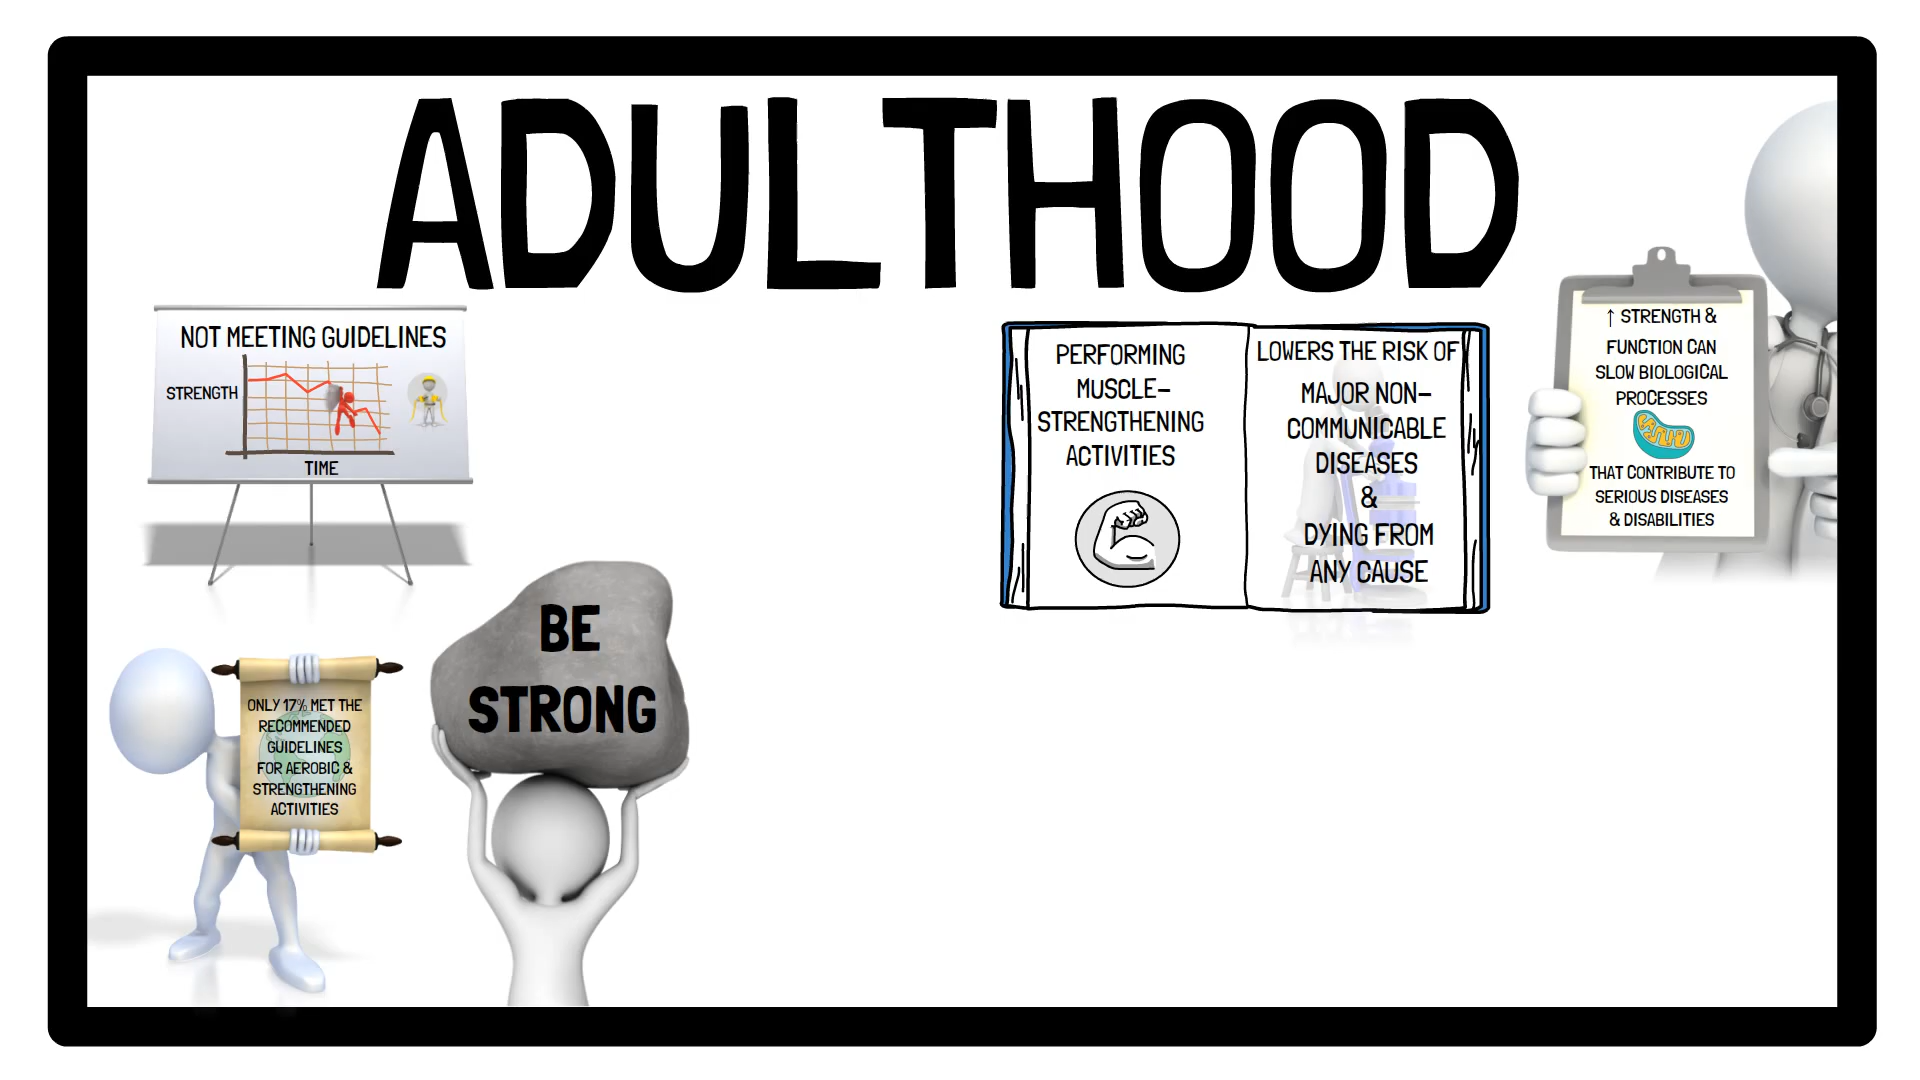 ADULTHOOD
NOT MEETING GUIDELINES
STRENGTH
TIME
PERFORMING
MUSCLE-
STRENGTHENING
ACTIVITIES
LOWERS THE RISK OF
MAJOR NON-
COMMUNICABLE
DISEASES
&
DYING FROM
ANY CAUSE
↑ STRENGTH &
FUNCTION CAN
SLOW BIOLOGICAL
PROCESSES
THAT CONTRIBUTE TO
SERIOUS DISEASES
& DISABILITIES
BE
STRONG
ONLY 17% MET THE
RECOMMENDED
GUIDELINES
FOR AEROBIC &
STRENGTHENING
ACTIVITIES